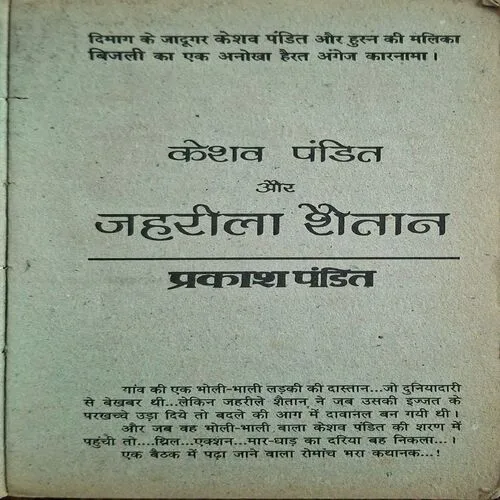 दिमाग के जादूगर केशव पंडित और हुस्न की मलिका
बिजली का एक अनोखा हैरत अंगेज कारनामा।
केशव पंडित
और
जहरीला शैतान
प्रकाश पंडित
गांव की एक भोली-भाली लड़की की दास्तान...जो दुनियादारी
से बेखबर थी...लेकिन जहरीले शैतान ने जब उसकी इज्जत के
परखच्चे उड़ा दिये तो बदले की आग में दावानल बन गयी थी।
और जब वह भोली-भाली बाला केशव पंडित की शरण में
पहुंची तो....थ्रिल...एक्शन...मार-धाड़ का दरिया बह निकला...।
एक बैठक में पढ़ा जाने वाला रोमांच भरा कथानक...!